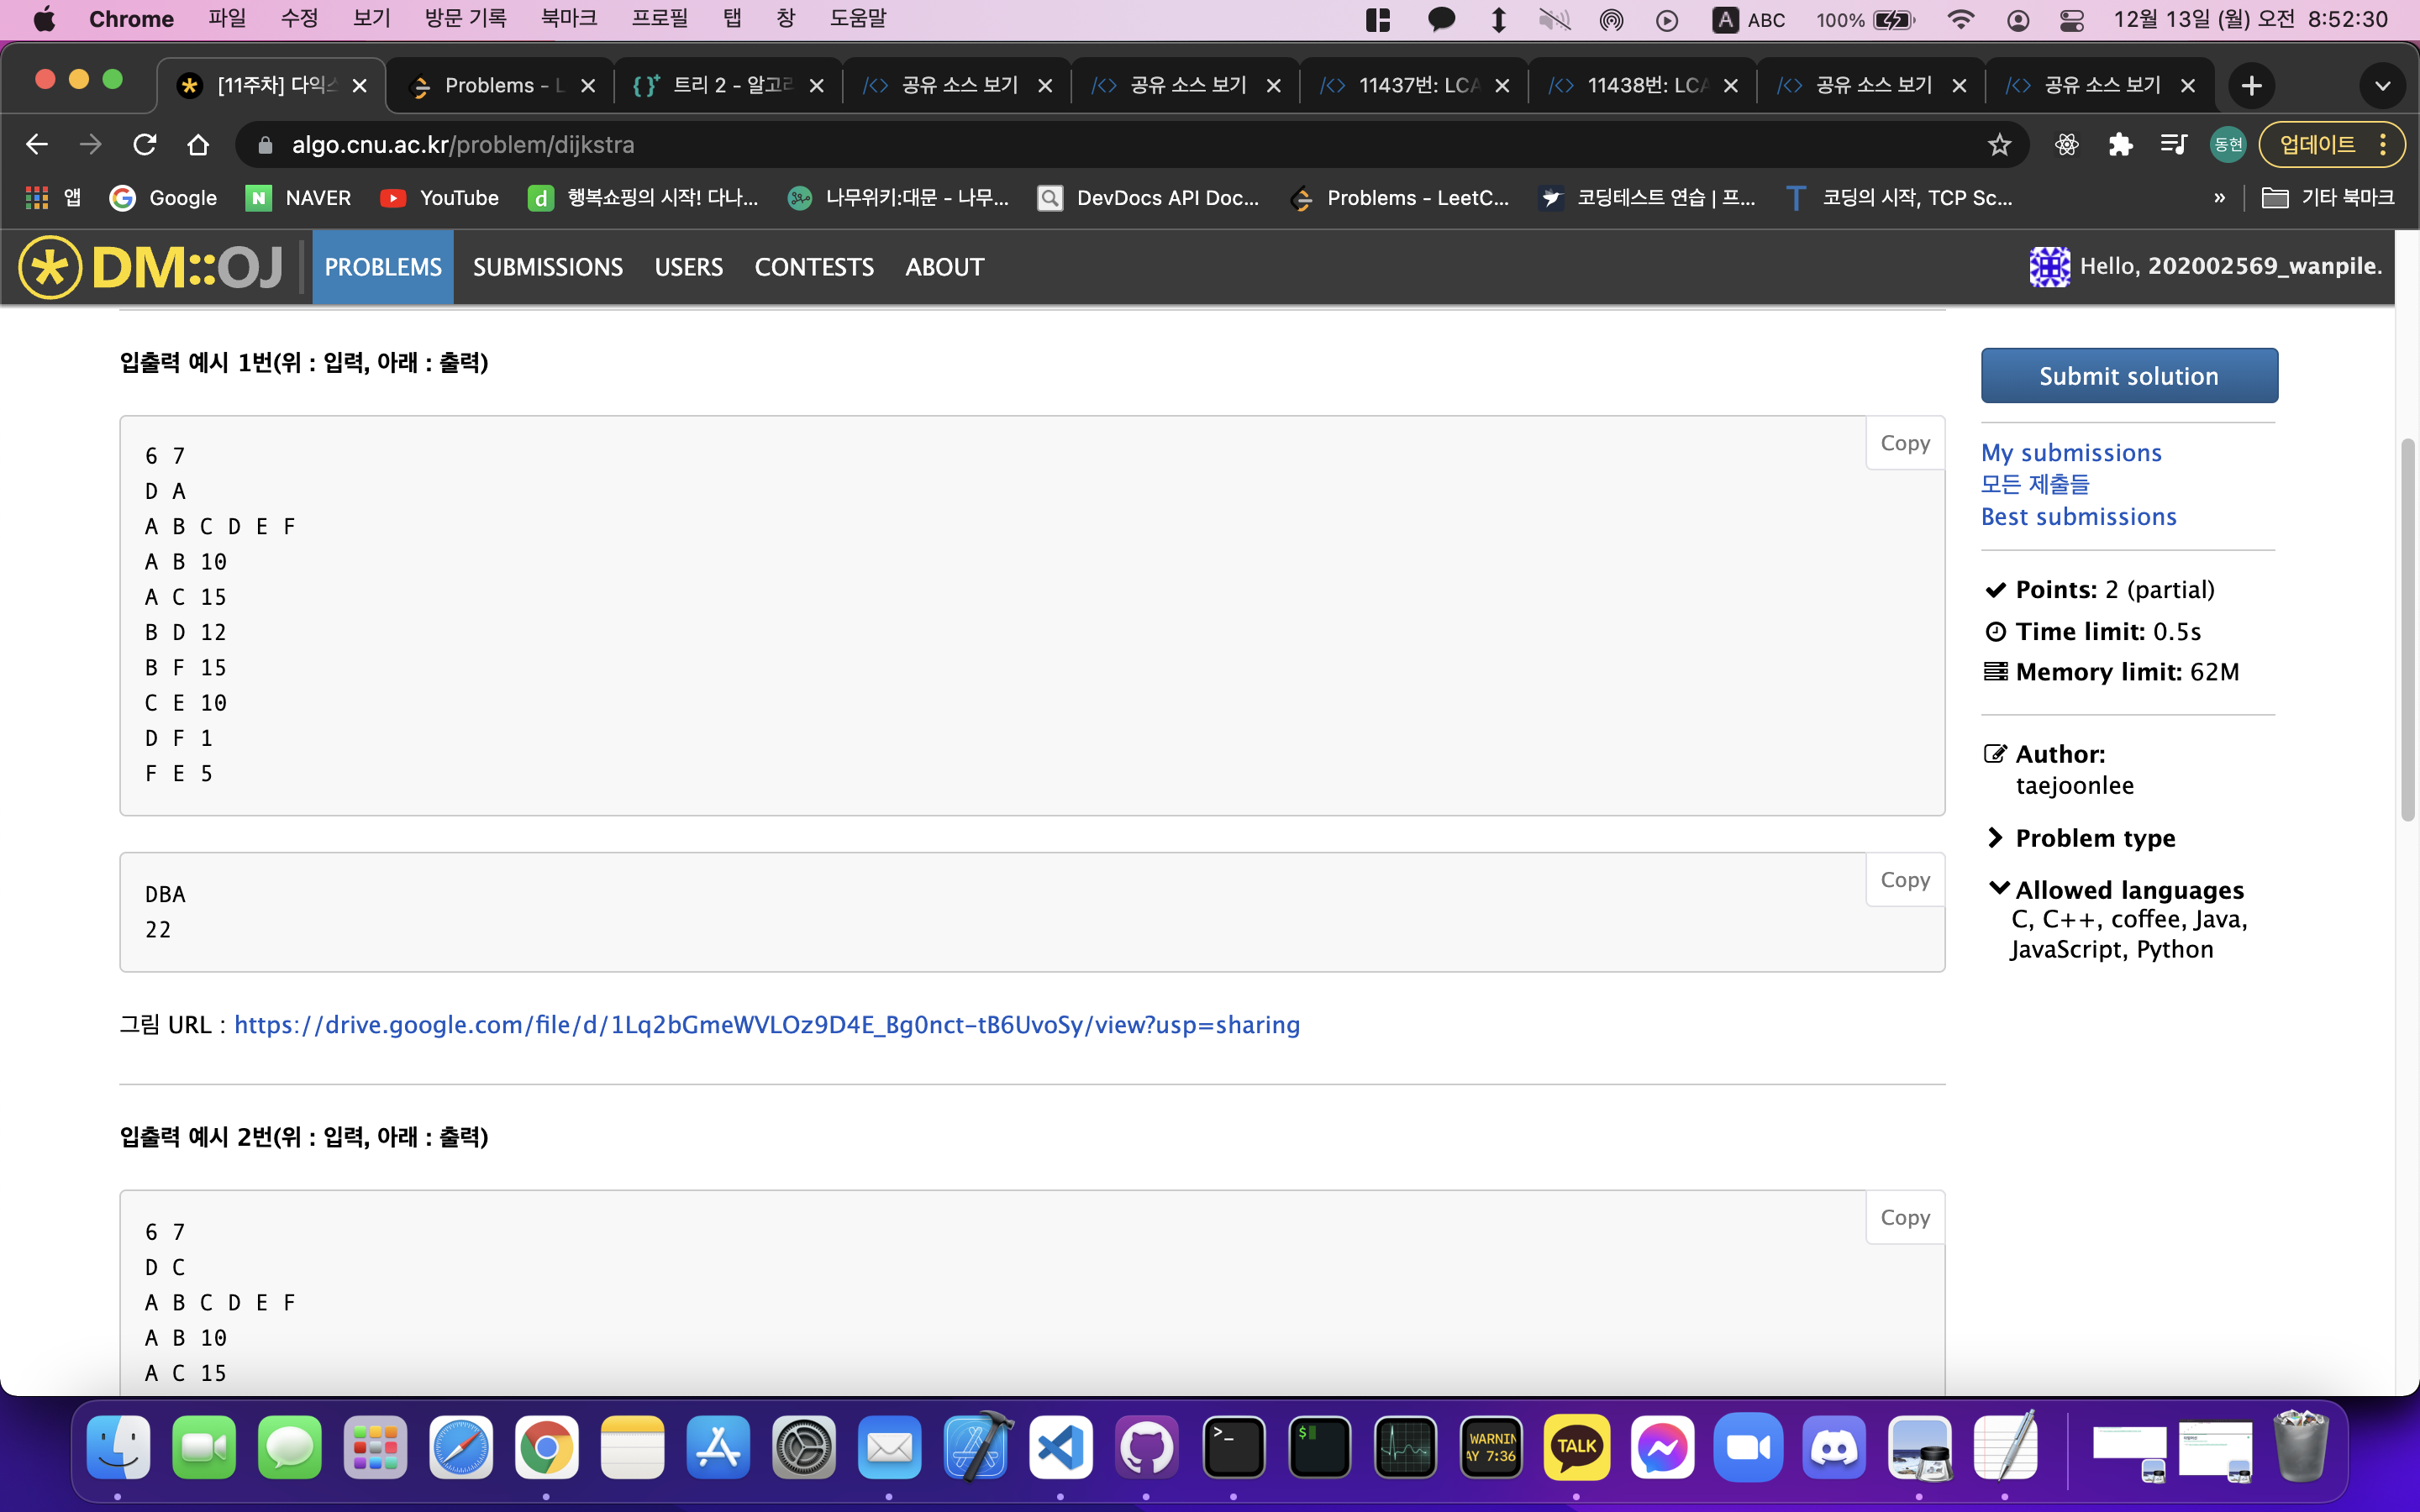 Chrome 파일 수정 보기 방문 기록 북마크 프로필 탭 창 도움말 A ABC 100% 12월 13일 (월) 오전 8:52:30
[11주차] 다익스 Problems - L 트리 2 - 알고리 공유 소스 보기 공유 소스 보기 11437번: LCA 11438번: LCA 공유 소스 보기 공유 소스 보기
algo.cnu.ac.kr/problem/dijkstra 동현 업데이트
앱 Google NAVER YouTube 행복쇼핑의 시작! 다나... 나무위키:대문 - 나무... DevDocs API Doc... Problems - LeetC... 코딩테스트 연습 | 프... 코딩의 시작, TCP Sc... » 기타 북마크
DM::OJ PROBLEMS SUBMISSIONS USERS CONTESTS ABOUT Hello, 202002569_wanpile.
입출력 예시 1번(위 : 입력, 아래 : 출력)
Copy
6 7
D A
A B C D E F
A B 10
A C 15
B D 12
B F 15
C E 10
D F 1
F E 5
Copy
DBA
22
그림 URL : https://drive.google.com/file/d/1Lq2bGmeWVLOz9D4E_Bg0nct-tB6UvoSy/view?usp=sharing
입출력 예시 2번(위 : 입력, 아래 : 출력)
Copy
6 7
D C
A B C D E F
A B 10
A C 15
Submit solution
My submissions
모든 제출들
Best submissions
Points: 2 (partial)
Time limit: 0.5s
Memory limit: 62M
Author:
taejoonlee
Problem type
Allowed languages
C, C++, coffee, Java,
JavaScript, Python
WARNIN
AY 7:36
TALK